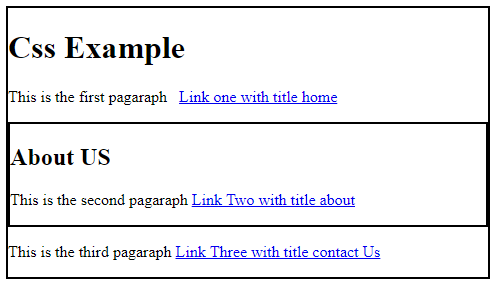 Css Example
This is the first pagaraph   Link one with title home
About US
This is the second pagaraph Link Two with title about
This is the third pagaraph Link Three with title contact Us